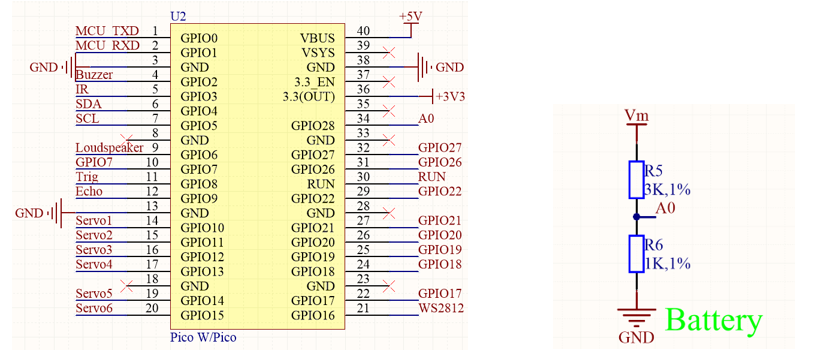 U2
+5V
MCU_TXD 1 GPIO0 VBUS 40
MCU_RXD 2 GPIO1 VSYS 39
GND 3 GND GND 38 GND
Buzzer 4 GPIO2 3.3_EN 37
IR 5 GPIO3 3.3(OUT) 36 +3V3
SDA 6 GPIO4 35
SCL 7 GPIO5 GPIO28 34 A0
8 GND GND 33
Loudspeaker 9 GPIO6 GPIO27 32 GPIO27
GPIO7 10 GPIO7 GPIO26 31 GPIO26
Trig 11 GPIO8 RUN 30 RUN
Echo 12 GPIO9 GPIO22 29 GPIO22
GND 13 GND GND 28
Servo1 14 GPIO10 GPIO21 27 GPIO21
Servo2 15 GPIO11 GPIO20 26 GPIO20
Servo3 16 GPIO12 GPIO19 25 GPIO19
Servo4 17 GPIO13 GPIO18 24 GPIO18
18 GND GND 23
Servo5 19 GPIO14 GPIO17 22 GPIO17
Servo6 20 GPIO15 GPIO16 21 WS2812
Pico W/Pico
Vm
R5
3K,1%
A0
R6
1K,1%
GND
Battery